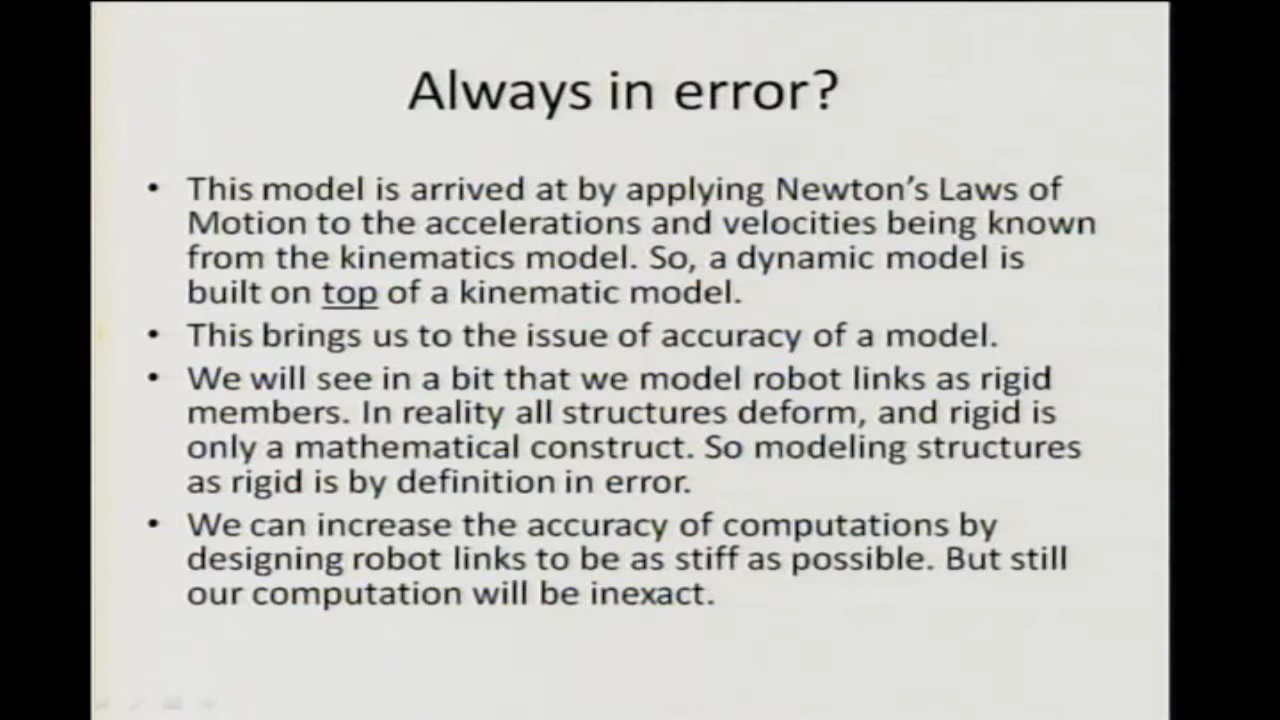 Always in error?
• This model is arrived at by applying Newton's Laws of
Motion to the accelerations and velocities being known
from the kinematics model. So, a dynamic model is
built on top of a kinematic model.
• This brings us to the issue of accuracy of a model.
• We will see in a bit that we model robot links as rigid
members. In reality all structures deform, and rigid is
only a mathematical construct. So modeling structures
as rigid is by definition in error.
• We can increase the accuracy of computations by
designing robot links to be as stiff as possible. But still
our computation will be inexact.